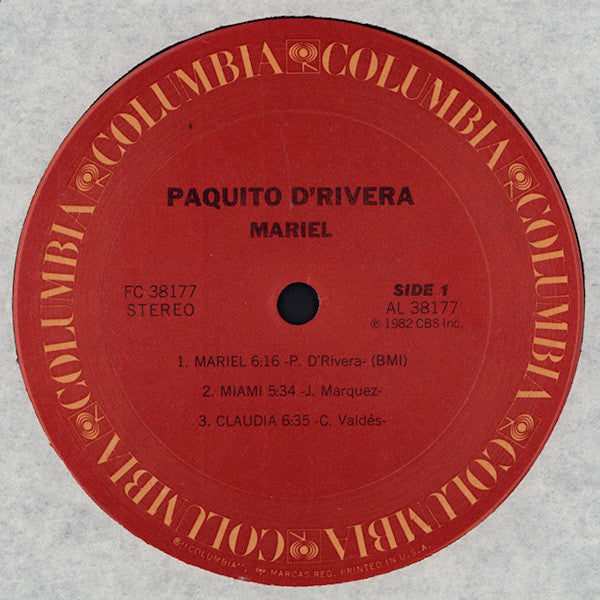 COLUMBIA COLUMBIA COLUMBIA COLUMBIA COLUMBIA COLUMBIA COLUMBIA
PAQUITO D'RIVERA
MARIEL
FC 38177
STEREO
SIDE 1
AL 38177
℗ 1982 CBS Inc.
1. MARIEL 6:16 -P. D'Rivera- (BMI)
2. MIAMI 5:34 -J. Marquez-
3. CLAUDIA 6:35 -C. Valdés-
"COLUMBIA", MARCAS REG. PRINTED IN U.S.A.